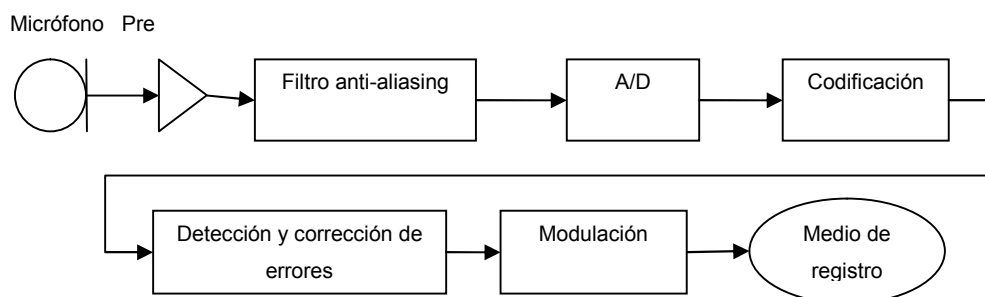 Micrófono Pre
Filtro anti-aliasing
A/D
Codificación
Detección y corrección de
errores
Modulación
Medio de
registro